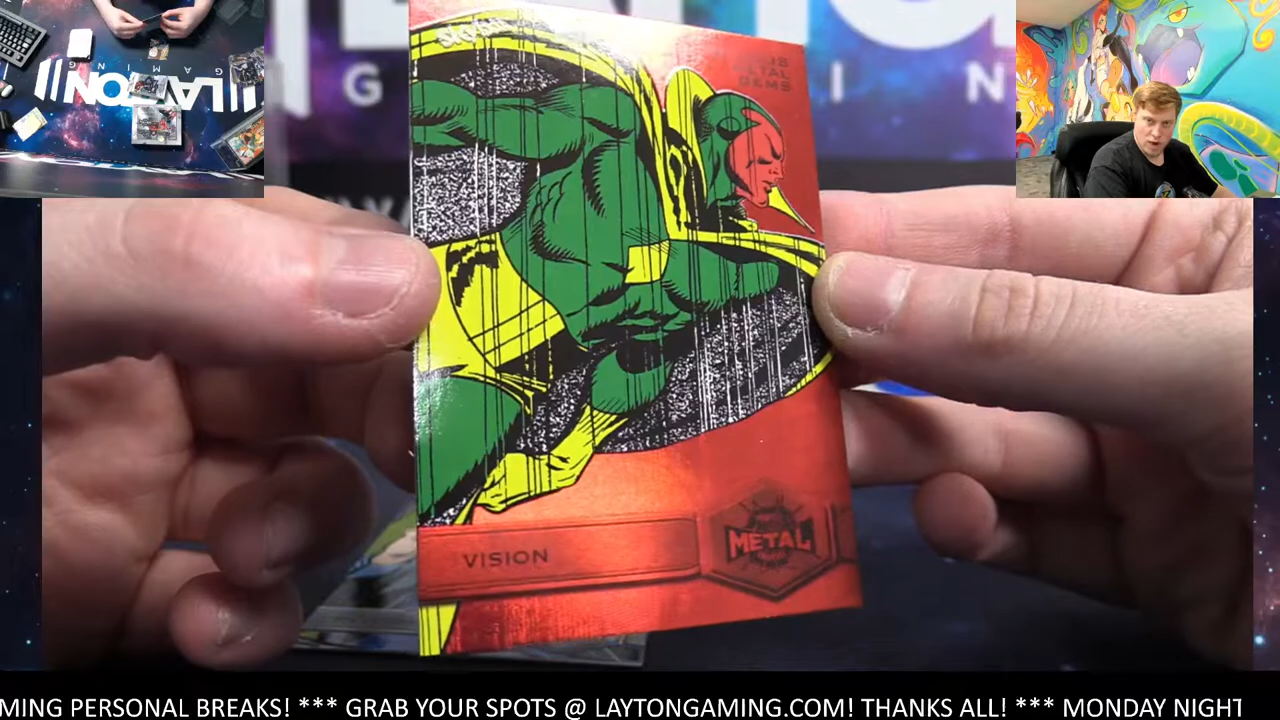 LAYTON
GAMING
G
I N
VISION
METAL
MING PERSONAL BREAKS! *** GRAB YOUR SPOTS @ LAYTONGAMING.COM! THANKS ALL! *** MONDAY NIGHT